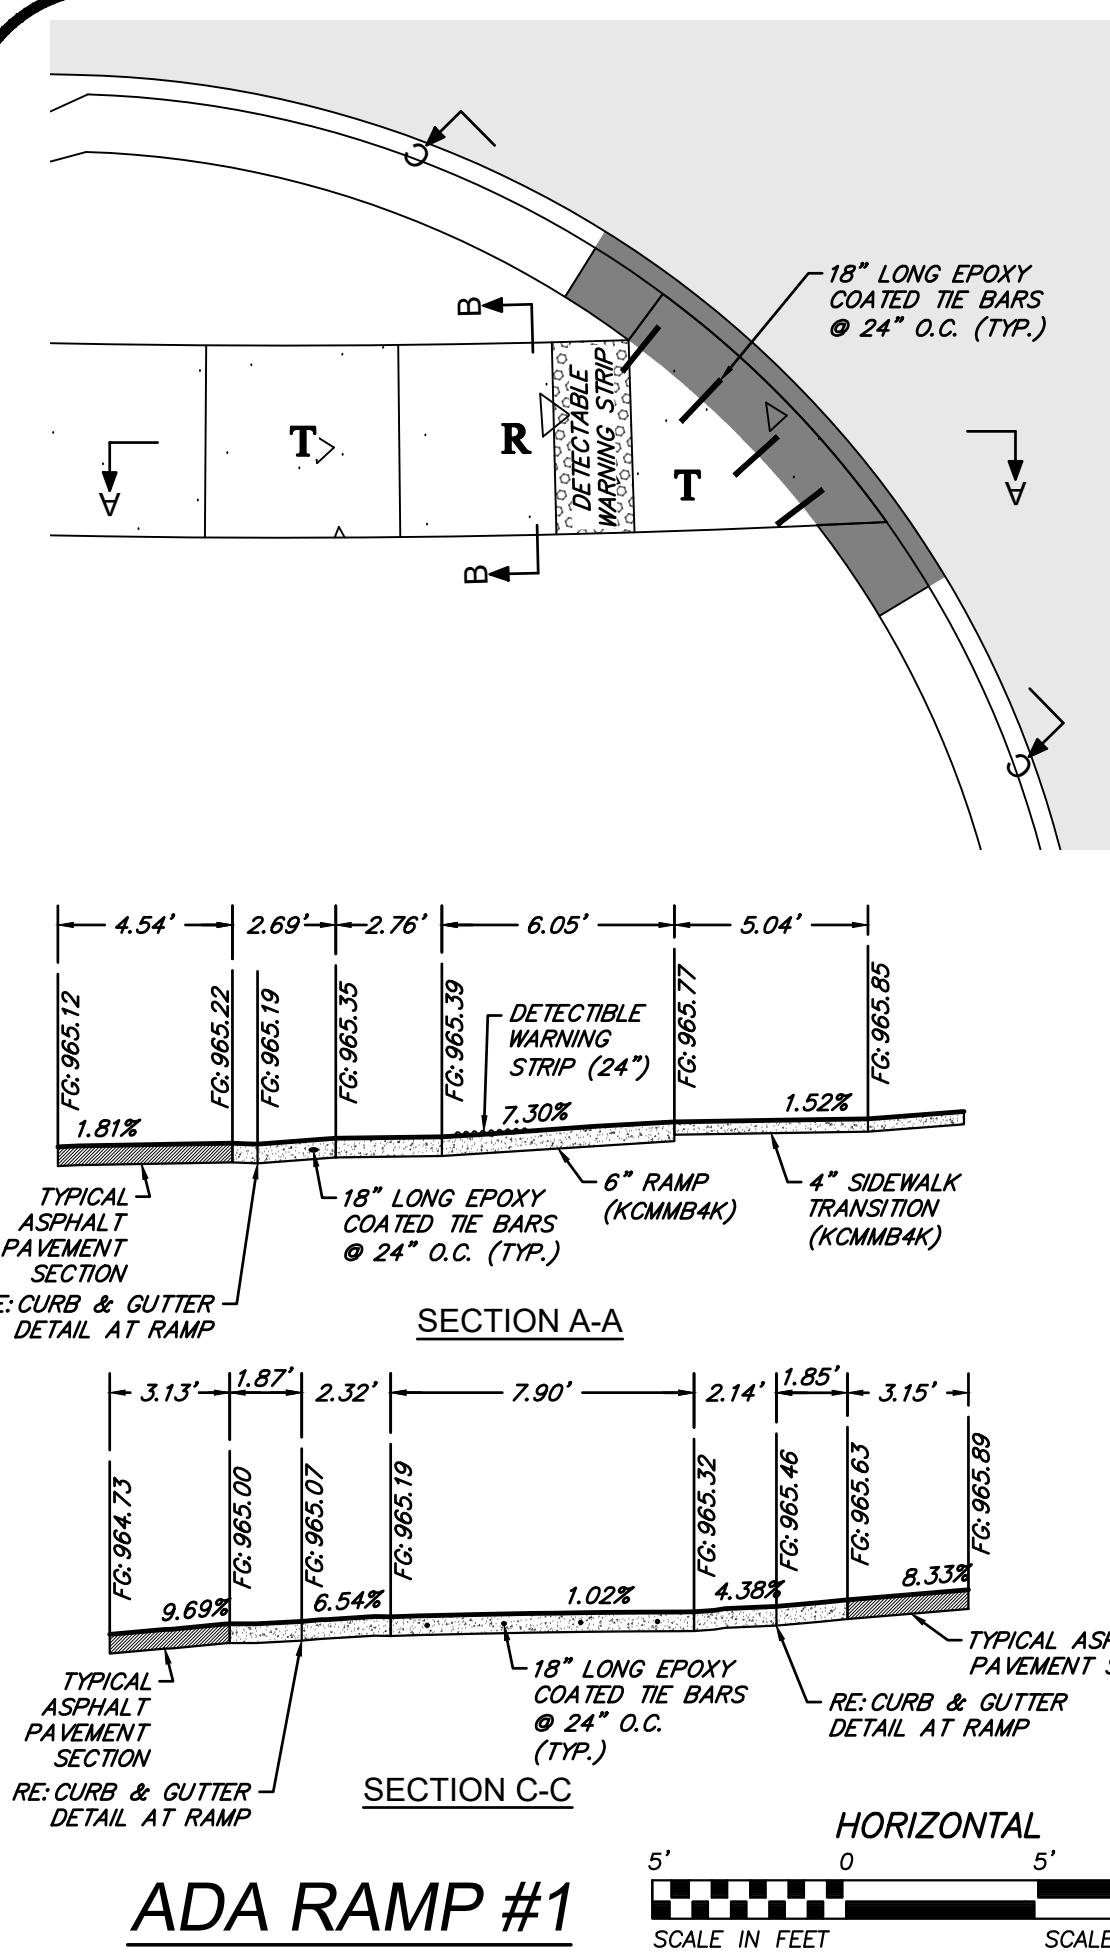 C
18" LONG EPOXY
COATED TIE BARS
@ 24" O.C. (TYP.)
B
DETECTABLE
WARNING STRIP
T
R
T
A
A
B
C
4.54'
2.69'
2.76'
6.05'
5.04'
FG: 965.12
FG: 965.22
FG: 965.19
FG: 965.35
FG: 965.39
FG: 965.77
FG: 965.85
DETECTIBLE
WARNING
STRIP (24")
1.81%
7.30%
1.52%
TYPICAL
ASPHALT
PAVEMENT
SECTION
18" LONG EPOXY
COATED TIE BARS
@ 24" O.C. (TYP.)
6" RAMP
(KCMMB4K)
4" SIDEWALK
TRANSITION
(KCMMB4K)
E: CURB & GUTTER
DETAIL AT RAMP
SECTION A-A
3.13'
1.87'
2.32'
7.90'
2.14'
1.85'
3.15'
FG: 964.73
FG: 965.00
FG: 965.07
FG: 965.19
FG: 965.32
FG: 965.46
FG: 965.63
FG: 965.89
9.69%
6.54%
1.02%
4.38%
8.33%
TYPICAL
ASPHALT
PAVEMENT
SECTION
18" LONG EPOXY
COATED TIE BARS
@ 24" O.C.
(TYP.)
TYPICAL ASP
PAVEMENT S
RE: CURB & GUTTER
DETAIL AT RAMP
RE: CURB & GUTTER
DETAIL AT RAMP
SECTION C-C
HORIZONTAL
5' 0 5'
ADA RAMP #1
SCALE IN FEET SCALE